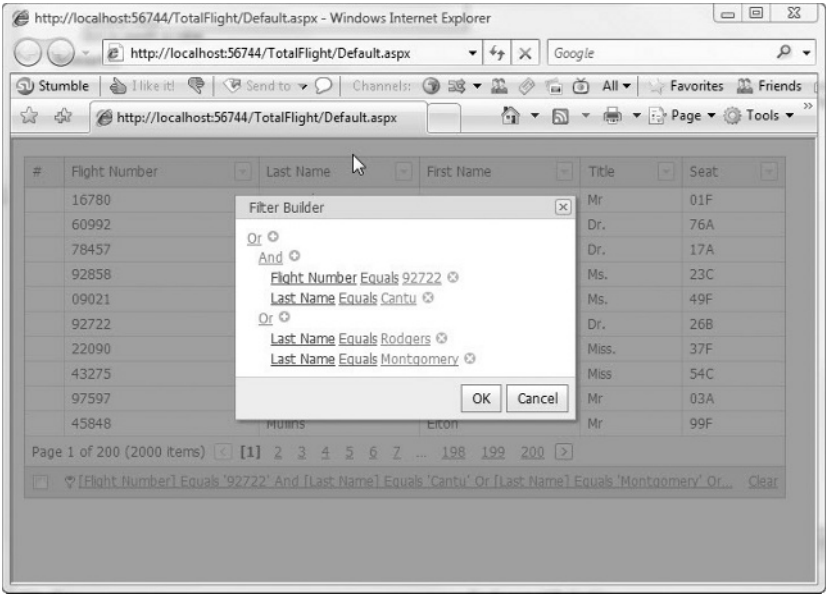 http://localhost:56744/TotalFlight/Default.aspx - Windows Internet Explorer
http://localhost:56744/TotalFlight/Default.aspx Google
Stumble I like it! Send to Channels: All Favorites Friends
http://localhost:56744/TotalFlight/Default.aspx Page Tools »
# Flight Number Last Name First Name Title Seat
16780 Mr 01F
60992 Dr. 76A
78457 Dr. 17A
92858 Ms. 23C
09021 Ms. 49F
92722 Dr. 26B
22090 Miss. 37F
43275 Miss 54C
97597 Mr 03A
45848 Mullins Elton Mr 99F
Filter Builder
Or
And
Flight Number Equals 92722
Last Name Equals Cantu
Or
Last Name Equals Rodgers
Last Name Equals Montgomery
OK Cancel
Page 1 of 200 (2000 items) [1] 2 3 4 5 6 7 ... 198 199 200
[Flight Number] Equals '92722' And [Last Name] Equals 'Cantu' Or [Last Name] Equals 'Montgomery' Or... Clear